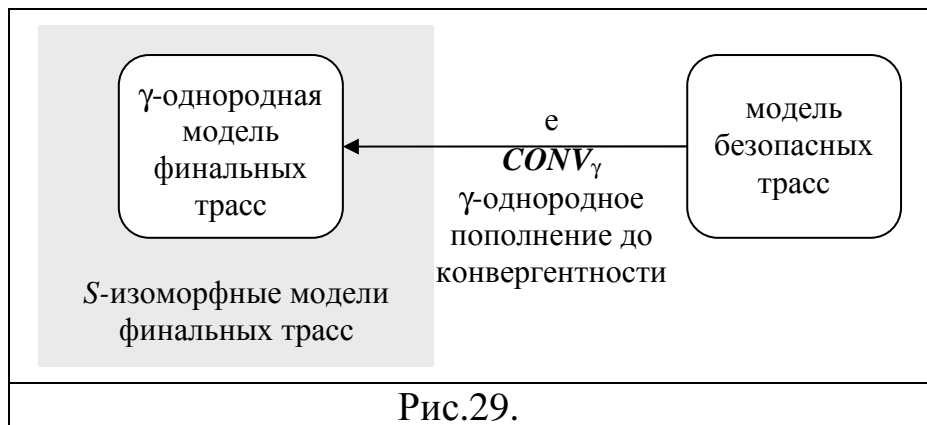 γ-однородная
модель
финальных
трасс
S-изоморфные модели
финальных трасс
е
CONVγ
γ-однородное
пополнение до
конвергентности
модель
безопасных
трасс
Рис.29.